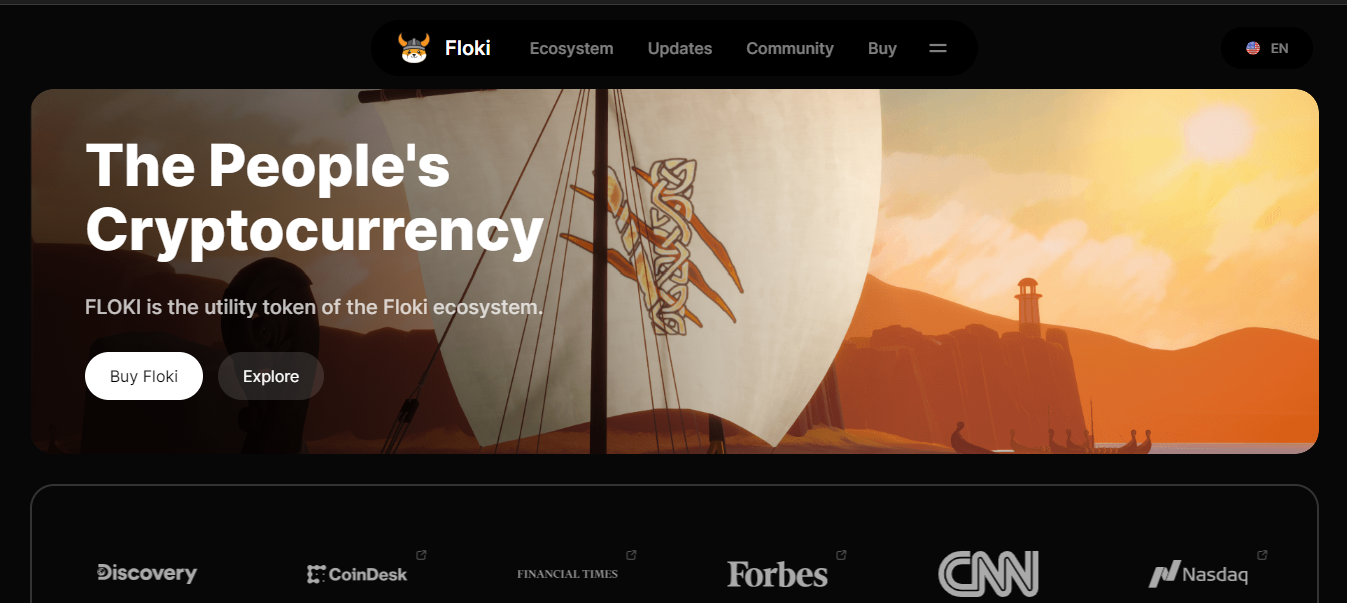 Floki
Ecosystem
Updates
Community
Buy
EN
The People's
Cryptocurrency
FLOKI is the utility token of the Floki ecosystem.
Buy Floki
Explore
Discovery
CoinDesk
FINANCIAL TIMES
Forbes
CNN
Nasdaq